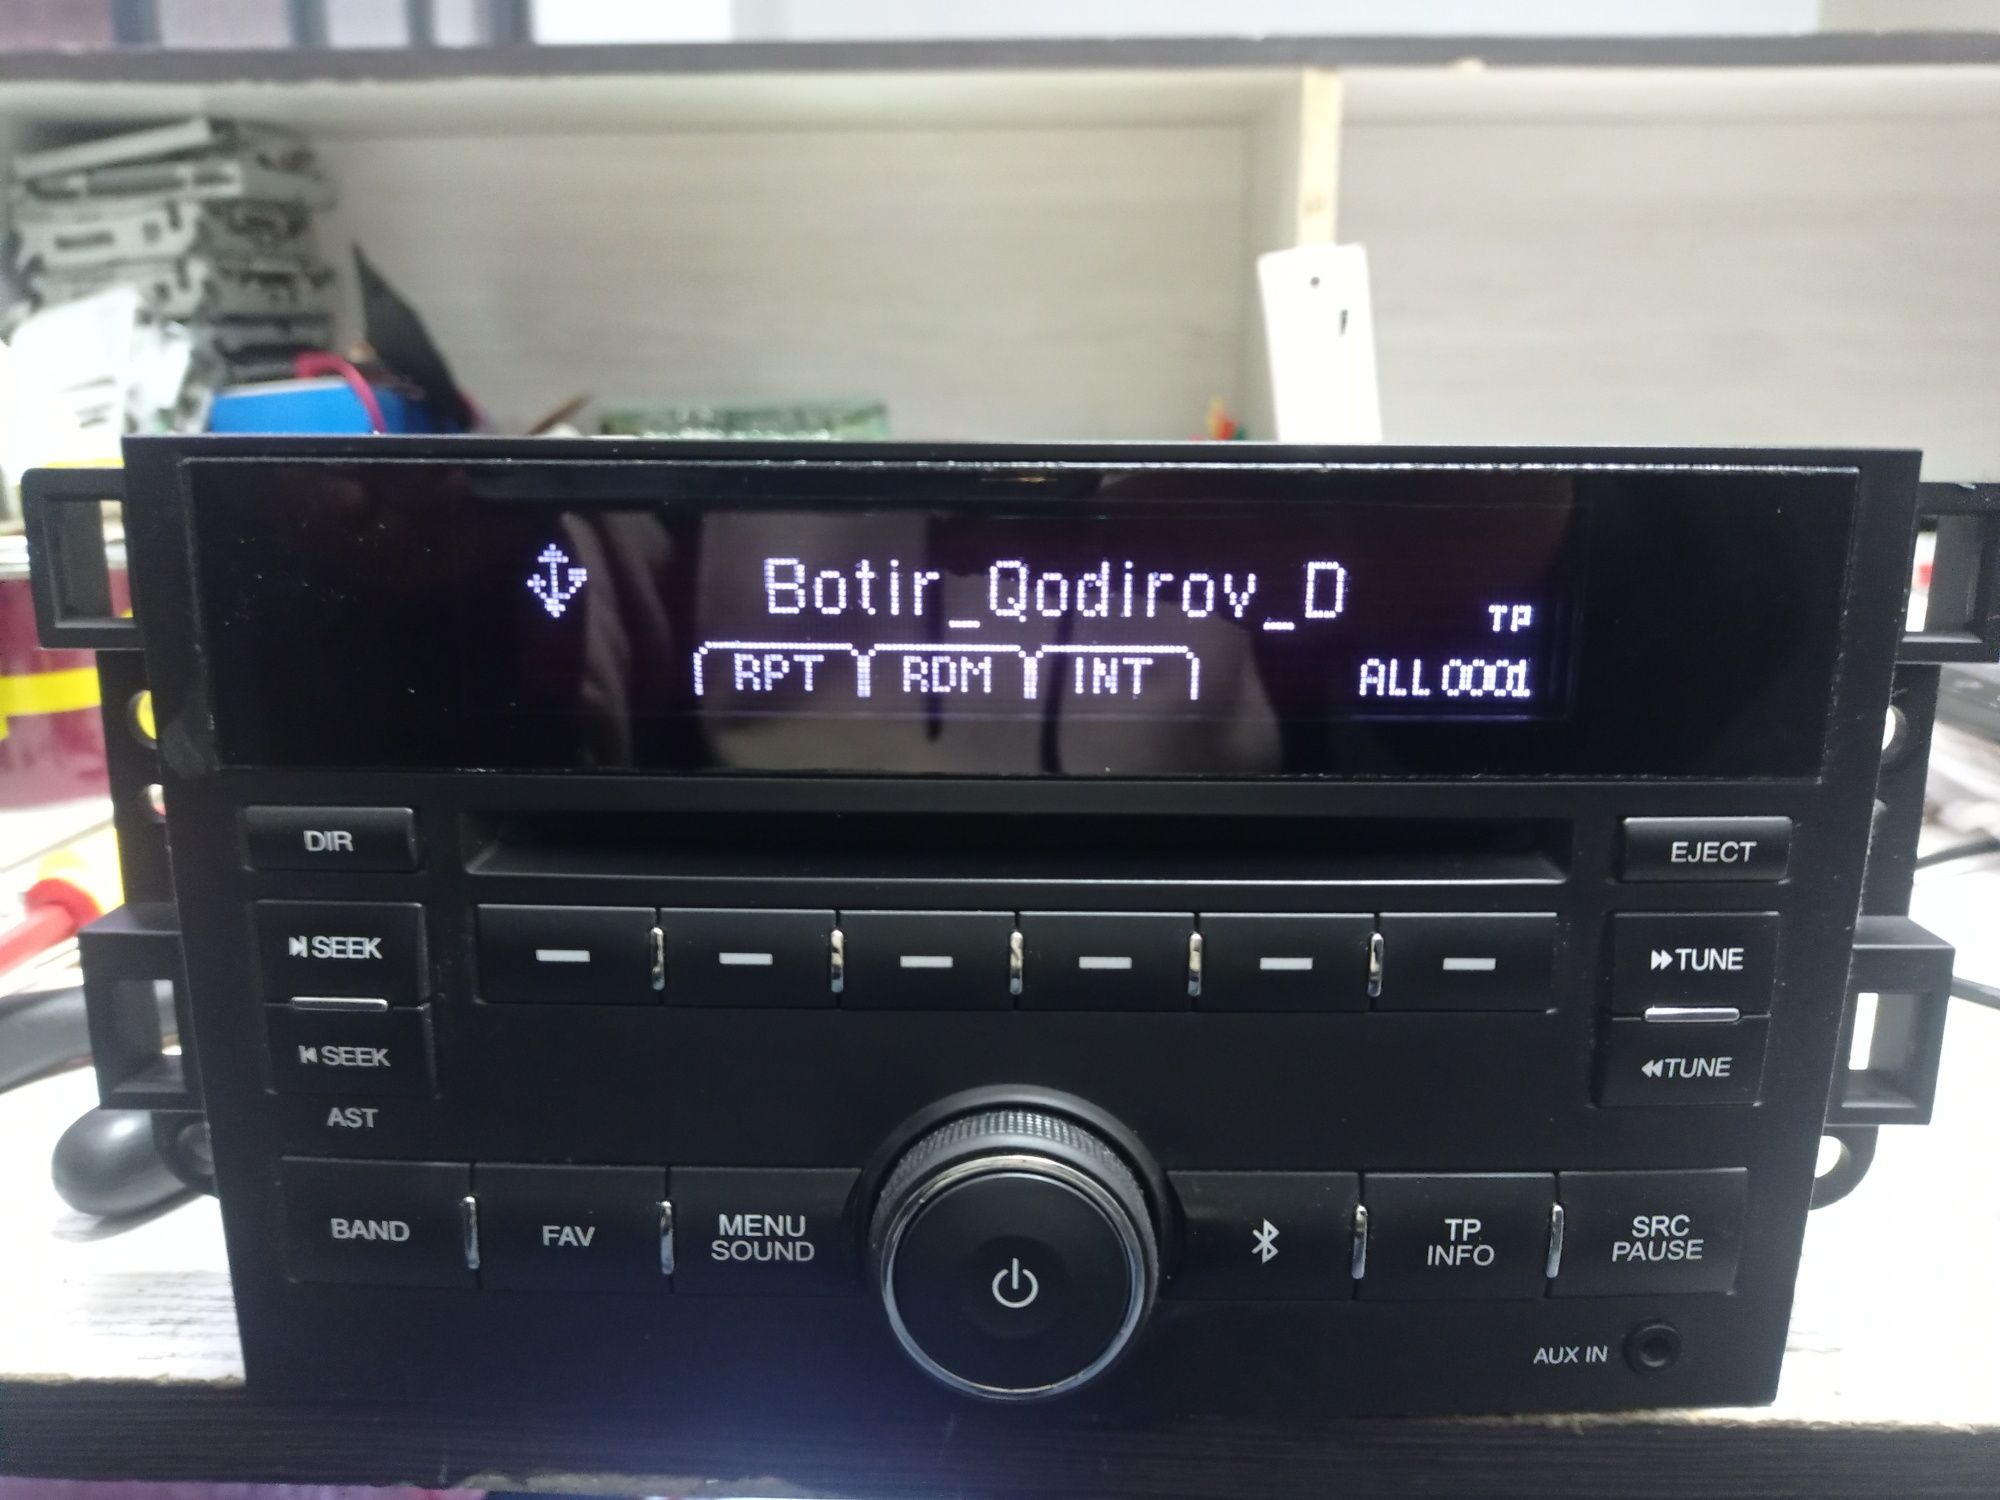 Botir_Qodirov_D
TP
RPT RDM INT ALL 0001
DIR
EJECT
SEEK
TUNE
SEEK
TUNE
AST
BAND
FAV
MENU
SOUND
TP
INFO
SRC
PAUSE
AUX IN